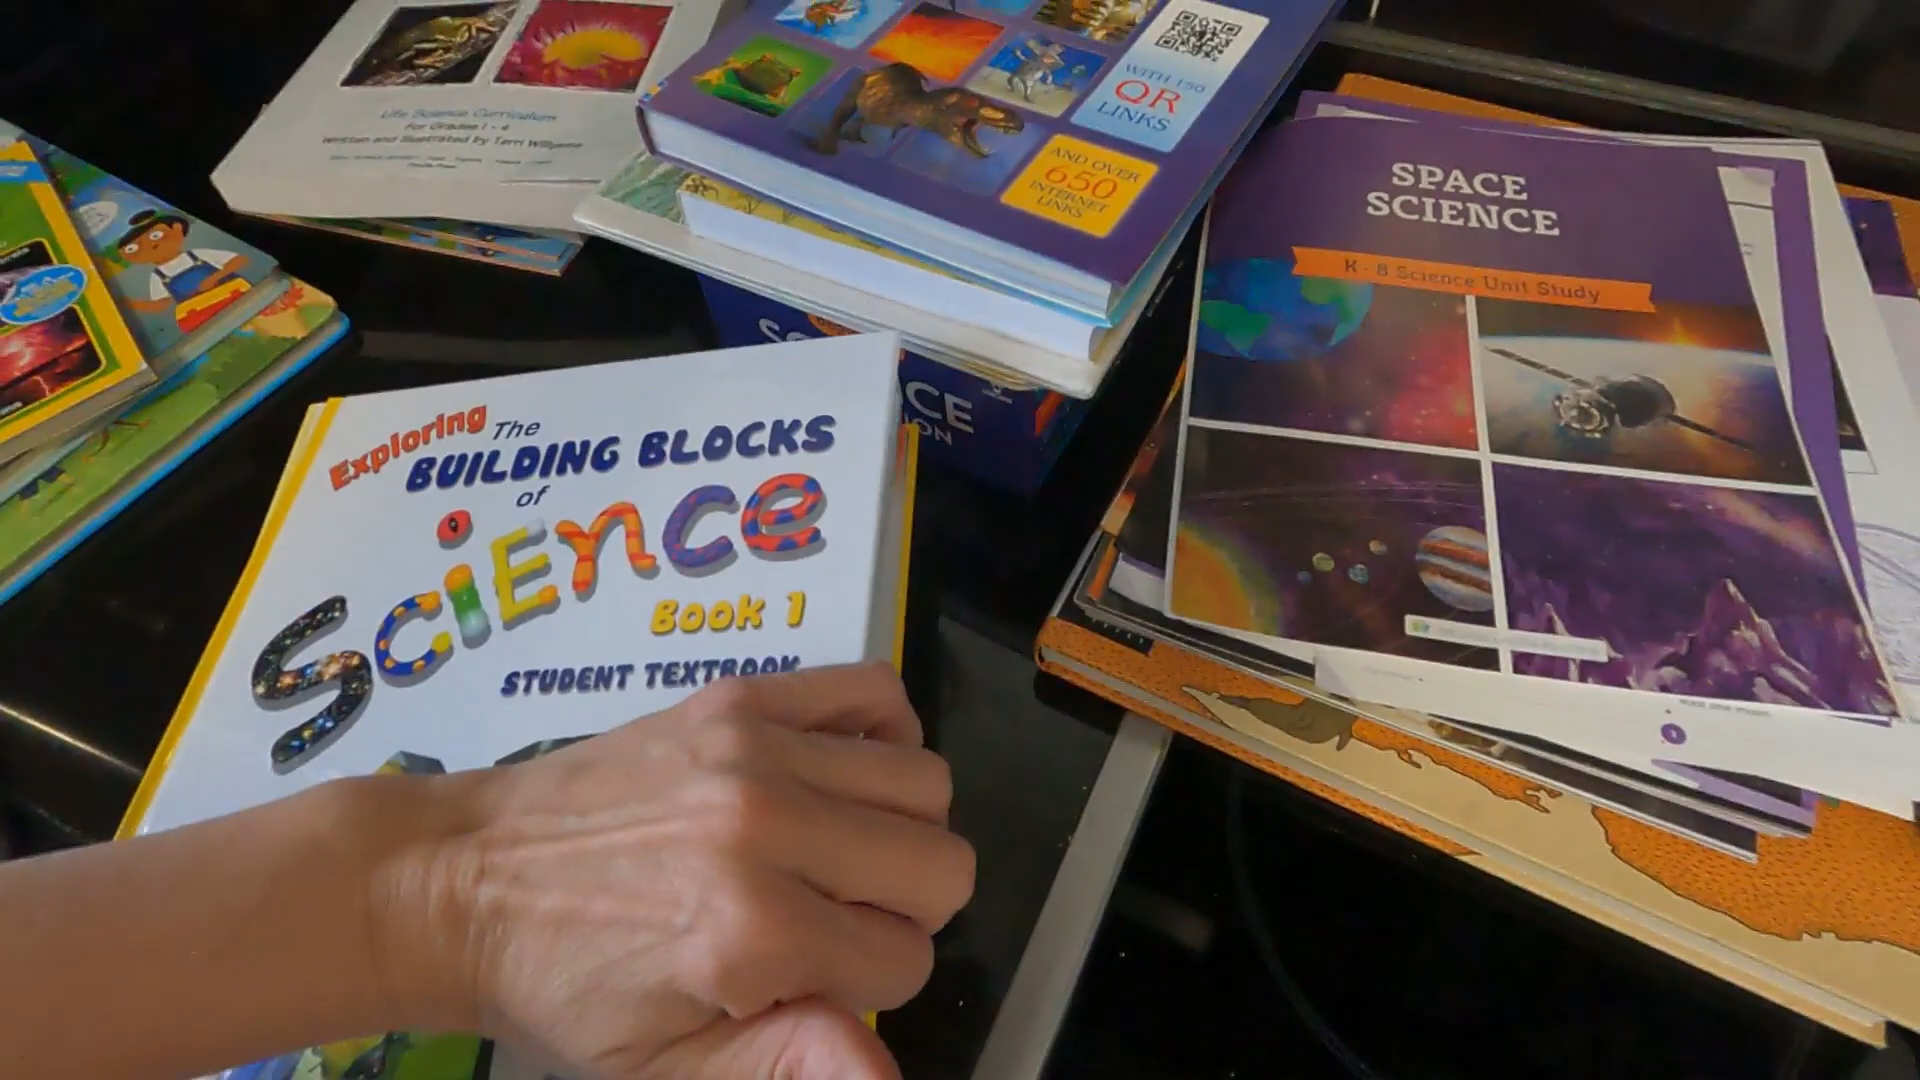 Life Science Curriculum
For Grades 1 - 4
Written and Illustrated by Terri Williams
WITH 150
QR
LINKS
AND OVER
650
INTERNET
LINKS
SPACE
SCIENCE
K - 8 Science Unit Study
Exploring The
BUILDING BLOCKS
of
Science
Book 1
STUDENT TEXTBOOK